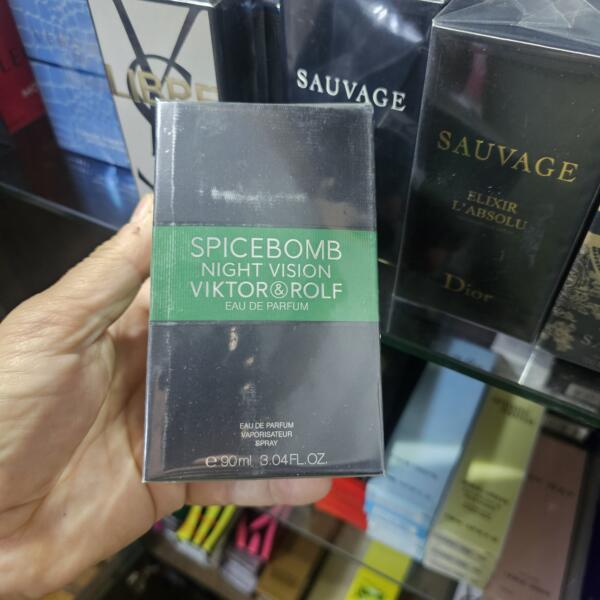 LIBRE
SAUVAGE
SAUVAGE
ELIXIR
L'ABSOLU
Dior
SPICEBOMB
NIGHT VISION
VIKTOR&ROLF
EAU DE PARFUM
EAU DE PARFUM
VAPORISATEUR
SPRAY
e 90ml 3.04FL.OZ.